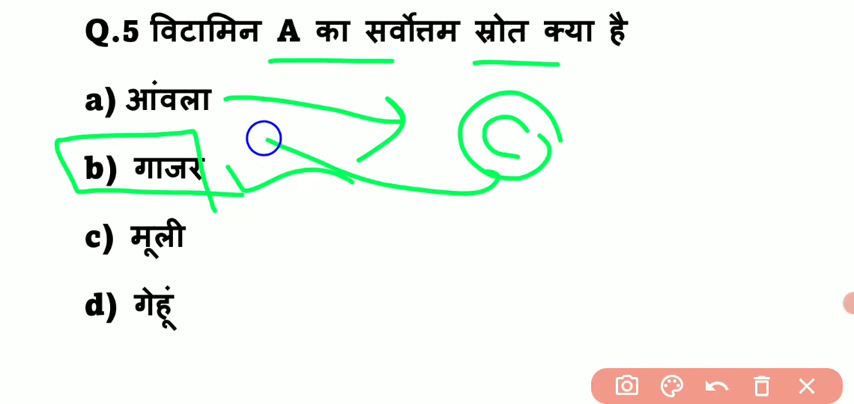 Q.5 विटामिन A का सर्वोत्तम स्रोत क्या है
a) आंवला
b) गाजर
c) मूली
d) गेहूं